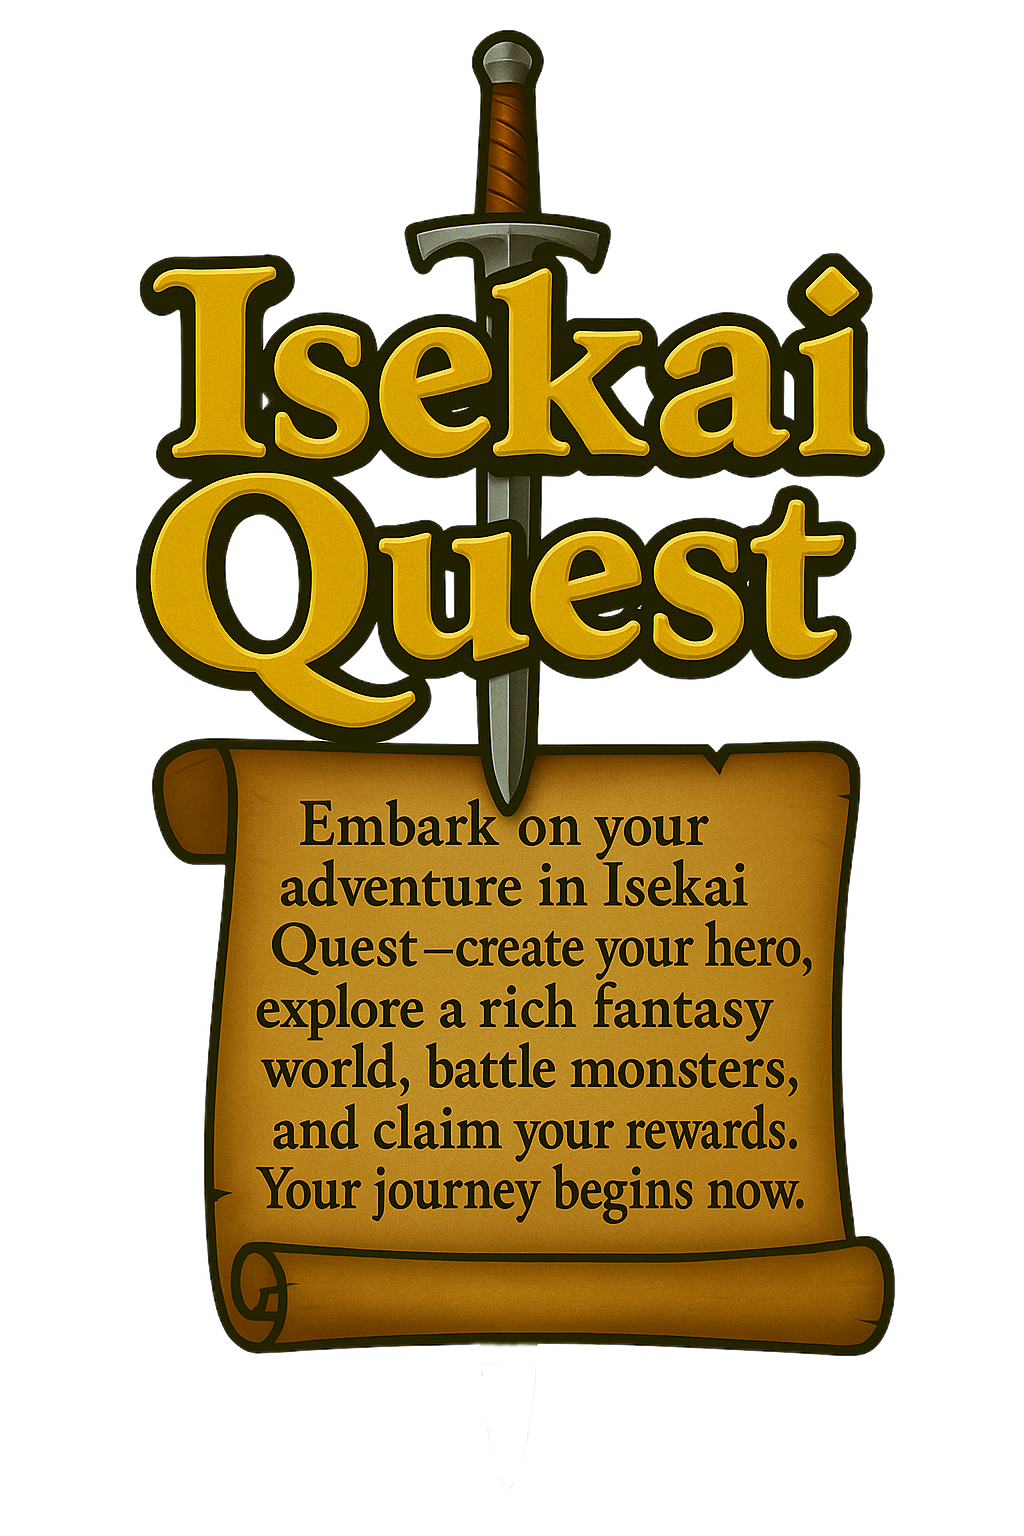 Isekai
Quest
Embark on your
adventure in Isekai
Quest–create your hero,
explore a rich fantasy
world, battle monsters,
and claim your rewards.
Your journey begins now.